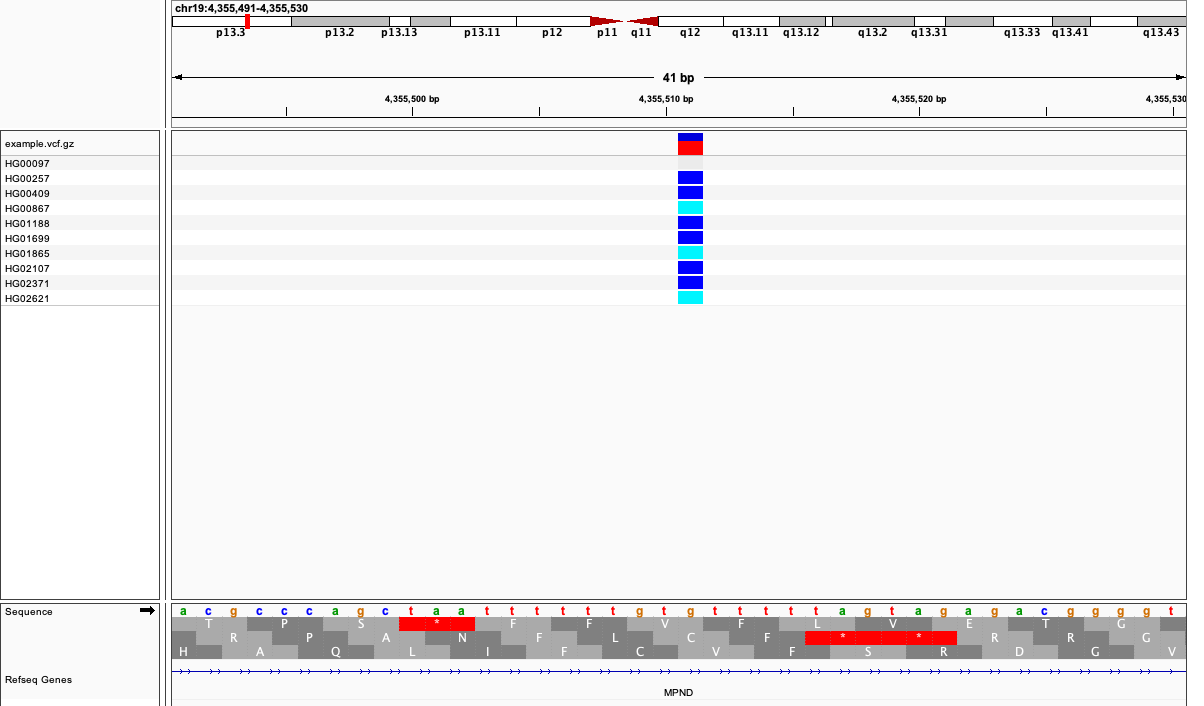 chr19:4,355,491-4,355,530
p13.3 p13.2 p13.13 p13.11 p12 p11 q11 q12 q13.11 q13.12 q13.2 q13.31 q13.33 q13.41 q13.43
41 bp
4,355,500 bp 4,355,510 bp 4,355,520 bp 4,355,530
example.vcf.gz
HG00097
HG00257
HG00409
HG00867
HG01188
HG01699
HG01865
HG02107
HG02371
HG02621
Sequence a c g c c c a g c t a a t t t t t t g t g t t t t t a g t a g a g a c g g g g t
T P S * F F V F L V E T G
R P A N F L C F * * R R G
H A Q L I F C V F S R D G V
Refseq Genes
MPND